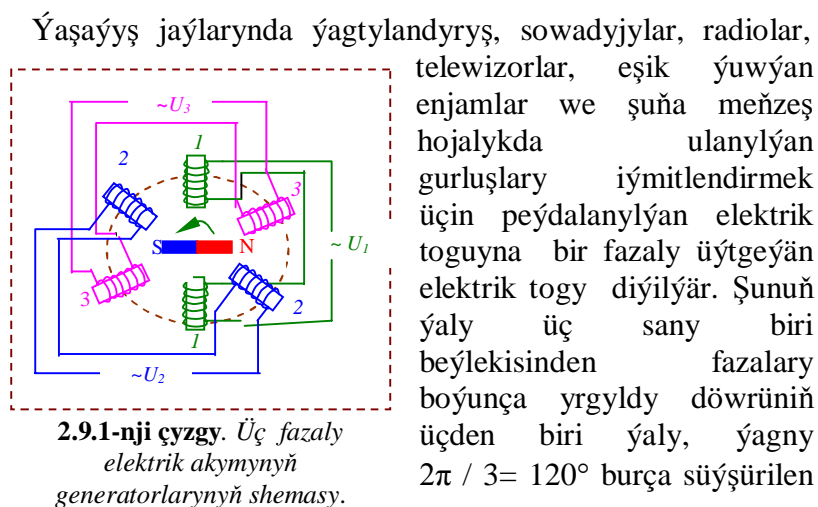 Ýaşaýyş jaýlarynda ýagtylandyryş, sowadyjylar, radiolar,
telewizorlar, eşik ýuwýan
enjamlar we şuňa meňzeş
hojalykda ulanylýan
gurluşlary iýmitlendirmek
üçin peýdalanylýan elektrik
toguyna bir fazaly üýtgeýän
elektrik togy diýilýär. Şunuň
ýaly üç sany biri
beýlekisinden fazalary
boýunça yrgyldy döwrüniň
üçden biri ýaly, ýagny
2π / 3= 120° burça süýşürilen
~U3
1
2
3
S N
~ U1
3
2
1
~U2
2.9.1-nji çyzgy. Üç fazaly
elektrik akymynyň
generatorlarynyň shemasy.